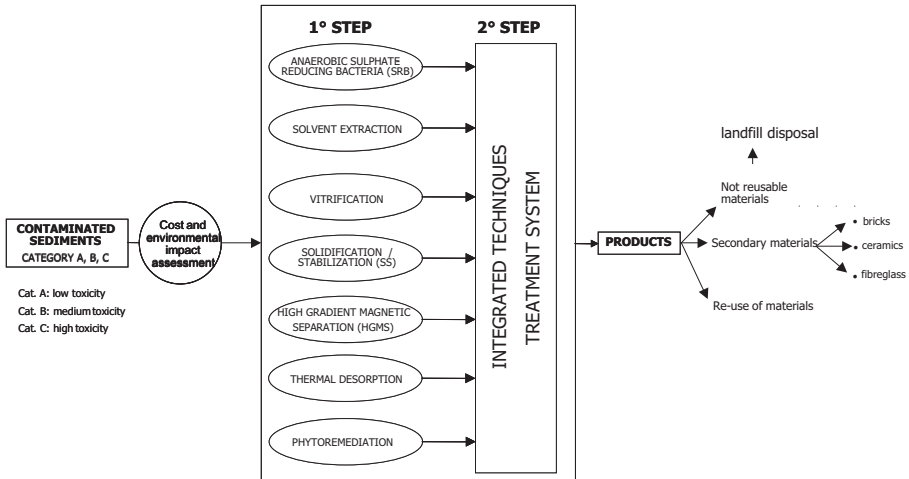 1° STEP
2° STEP
ANAEROBIC SULPHATE
REDUCING BACTERIA (SRB)
SOLVENT EXTRACTION
VITRIFICATION
SOLIDIFICATION /
STABILIZATION (SS)
HIGH GRADIENT MAGNETIC
SEPARATION (HGMS)
THERMAL DESORPTION
PHYTOREMEDIATION
INTEGRATED TECHNIQUES
TREATMENT SYSTEM
CONTAMINATED
SEDIMENTS
CATEGORY A, B, C
Cost and
environmental
impact
assessment
Cat. A: low toxicity
Cat. B: medium toxicity
Cat. C: high toxicity
PRODUCTS
landfill disposal
Not reusable
materials
Secondary materials
• bricks
• ceramics
• fibreglass
Re-use of materials